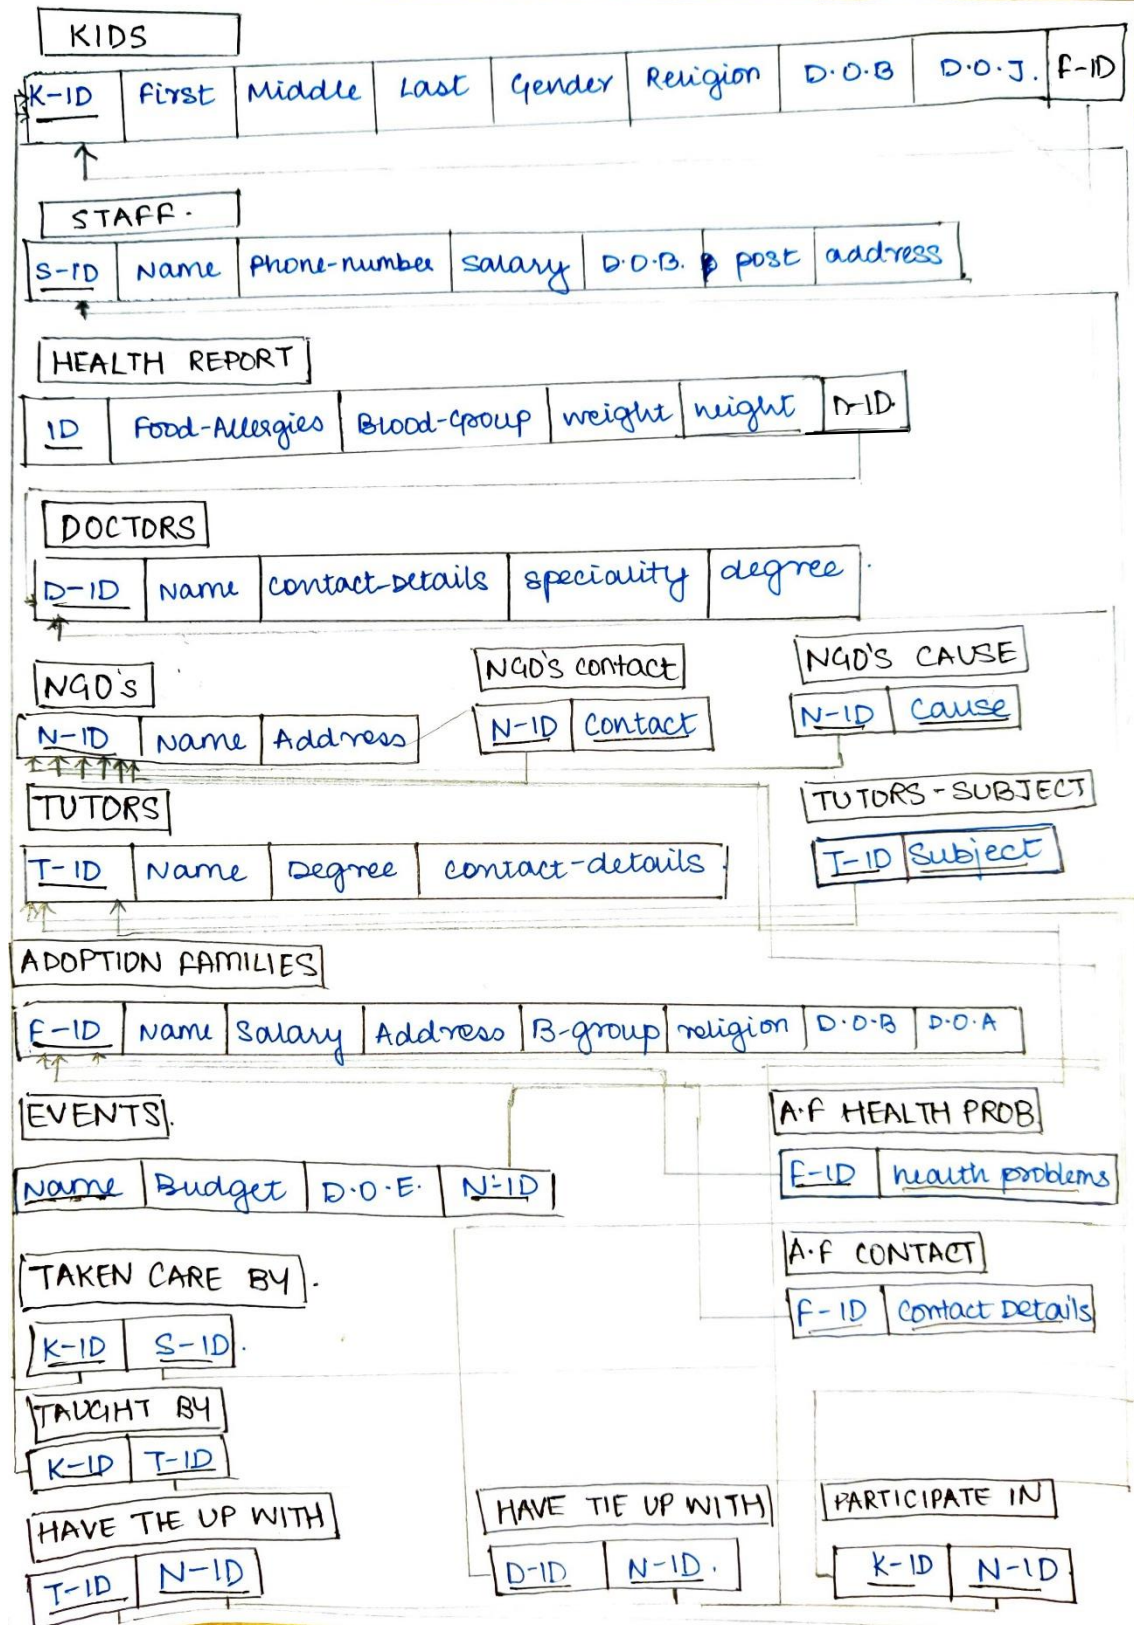 KIDS
K-ID First Middle Last Gender Religion D.O.B D.O.J. F-ID
STAFF.
S-ID Name Phone-number Salary D.O.B. post address
HEALTH REPORT
ID Food-Allergies Blood-Group weight height D-ID.
DOCTORS
D-ID Name Contact-Details speciality degree
NGO's NGO'S Contact NGO'S CAUSE
N-ID Name Address N-ID Contact N-ID Cause
TUTORS TUTORS-SUBJECT
T-ID Name Degree contact-details T-ID Subject
ADOPTION FAMILIES
F-ID Name Salary Address B-group religion D.O.B D.O.A
EVENTS. A.F HEALTH PROB
Name Budget D.O.E. N-ID F-ID health problems
TAKEN CARE BY. A.F CONTACT
K-ID S-ID. F-ID Contact Details
TAUGHT BY
K-ID T-ID
HAVE TIE UP WITH HAVE TIE UP WITH PARTICIPATE IN
T-ID N-ID D-ID N-ID. K-ID N-ID